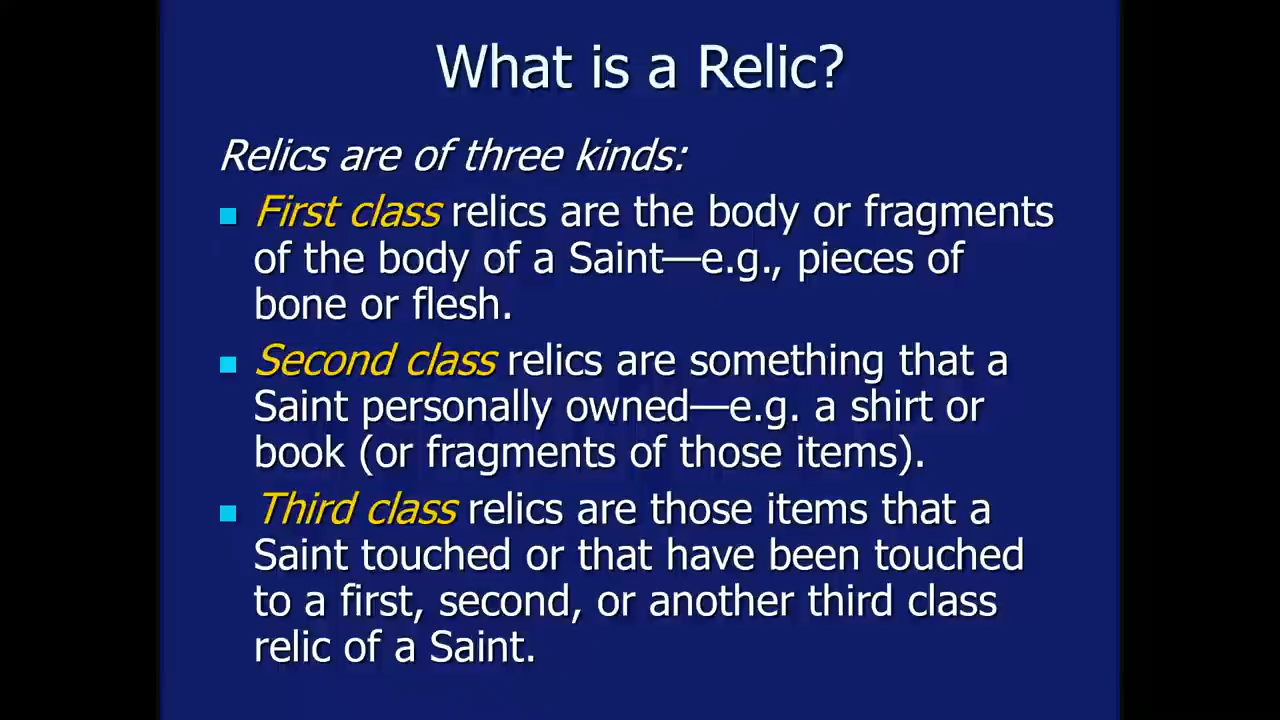 What is a Relic?
Relics are of three kinds:
First class relics are the body or fragments
of the body of a Saint—e.g., pieces of
bone or flesh.
Second class relics are something that a
Saint personally owned—e.g. a shirt or
book (or fragments of those items).
Third class relics are those items that a
Saint touched or that have been touched
to a first, second, or another third class
relic of a Saint.